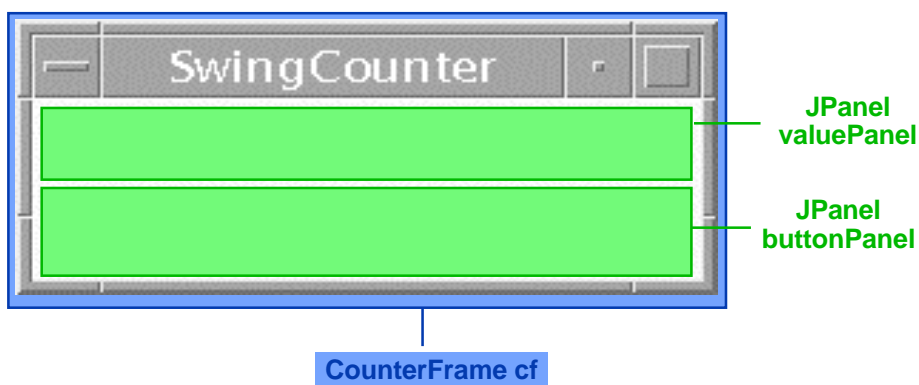 SwingCounter
JPanel
valuePanel
JPanel
buttonPanel
CounterFrame cf